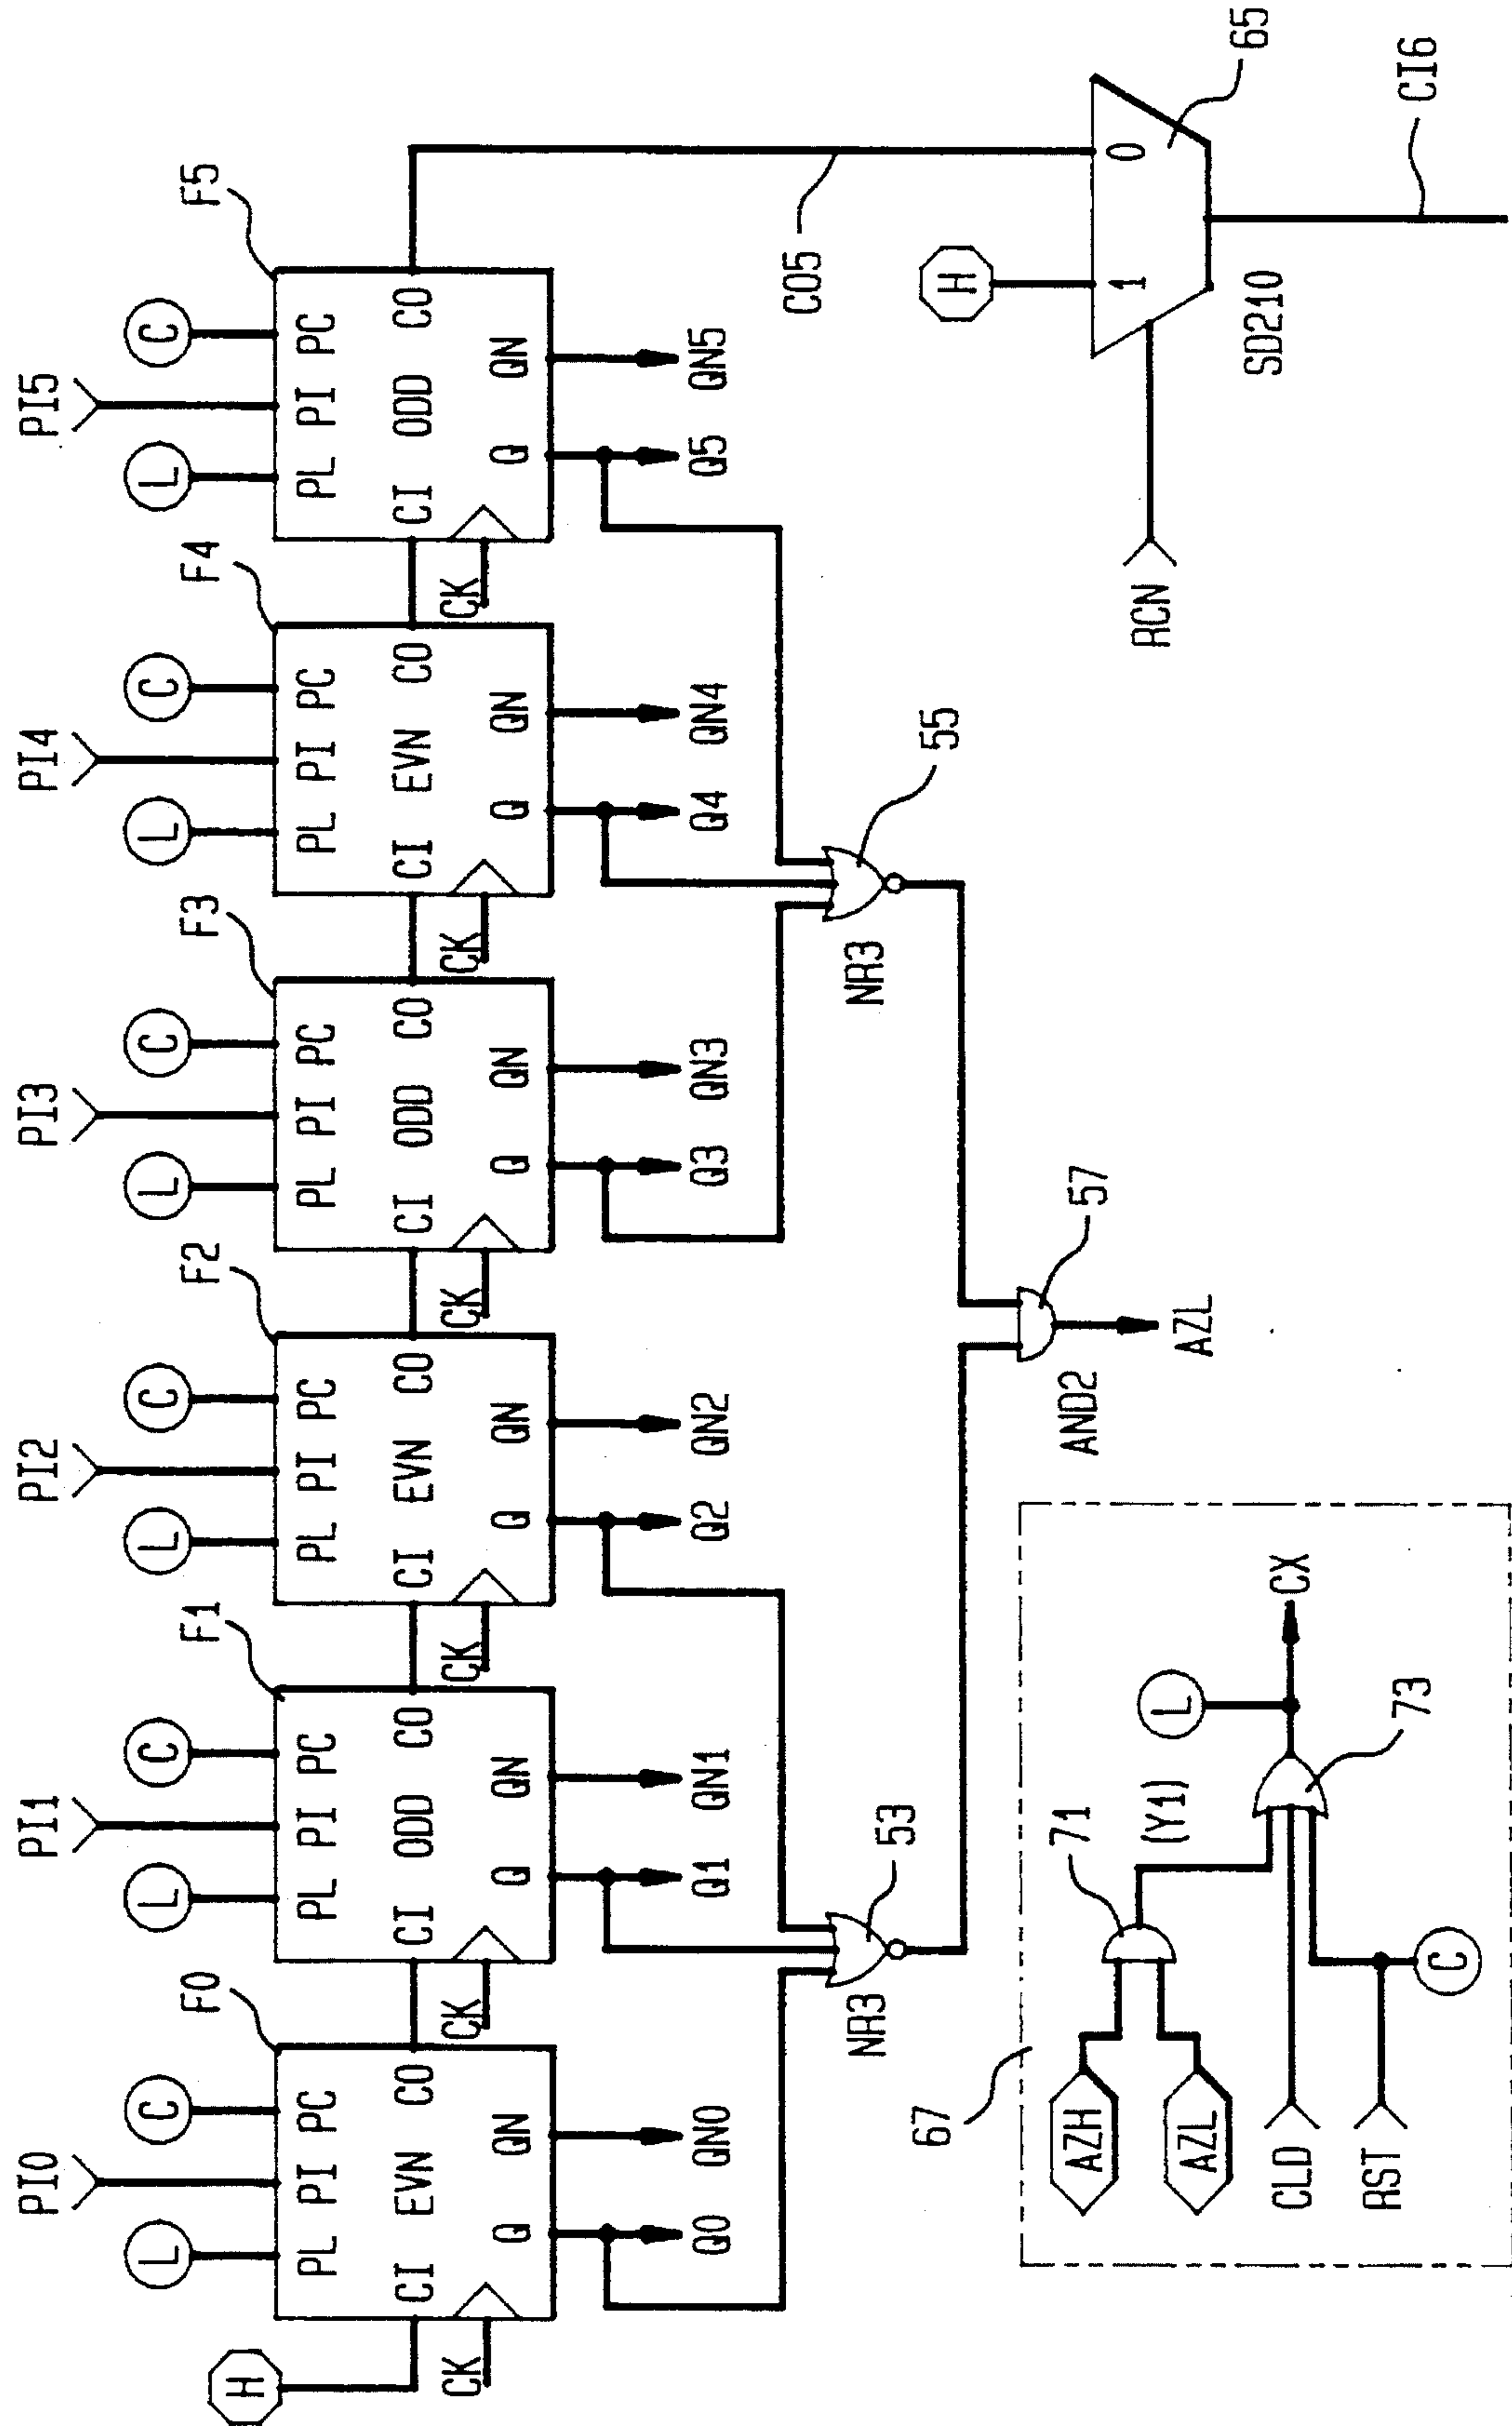 PI0 PI1 PI2 PI3 PI4 PI5
F0 F1 F2 F3 F4 F5
L C L C L C L C L C L C
H
PL PI PC PL PI PC PL PI PC PL PI PC PL PI PC PL PI PC
CI EVN CO CI ODD CO CI EVN CO CI ODD CO CI EVN CO CI ODD CO
CK CK CK CK CK CK
Q QN Q QN Q QN Q QN Q QN Q QN
Q0 QN0 Q1 QN1 Q2 QN2 Q3 QN3 Q4 QN4 Q5 QN5
CO5
NR3 53
NR3 55
H
1 0
65
RCN
SD210
CI6
AND2 57
AZL
67
AZH
AZL
71
(Y1)
CLD
RST
C
73
L
CX